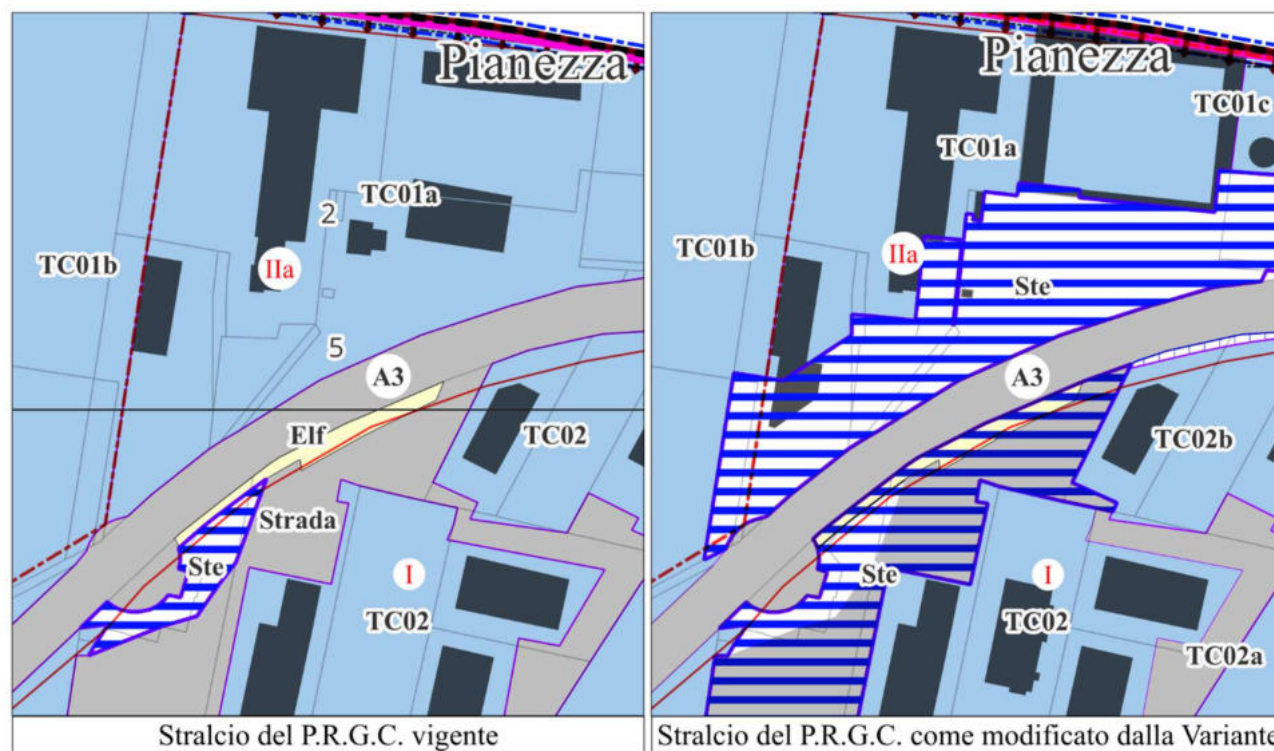 Pianezza
TC01a
2
TC01b
IIa
5
A3
Elf
TC02
Strada
Ste
I
TC02
Stralcio del P.R.G.C. vigente
Pianezza
TC01c
TC01a
TC01b
IIa
Ste
A3
TC02b
Ste
I
TC02
TC02a
Stralcio del P.R.G.C. come modificato dalla Variante